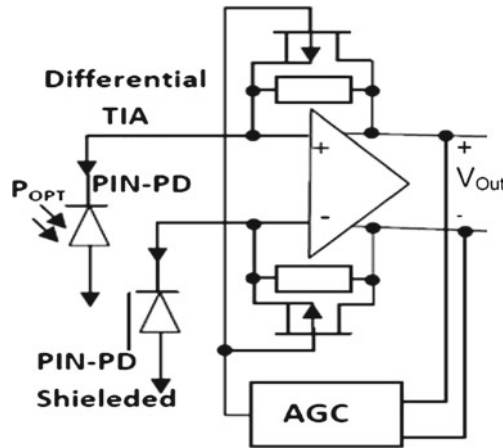 Differential
TIA
P_OPT
PIN-PD
+
-
+
V_Out
-
PIN-PD
Shieleded
AGC